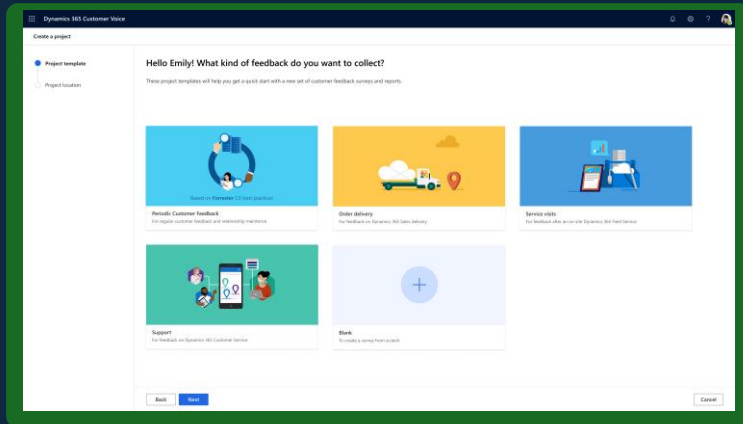 Dynamics 365 Customer Voice
?
Create a project
Project template
Project location
Hello Emily! What kind of feedback do you want to collect?
These project templates will help you get a quick start with a new set of customer feedback surveys and reports.
Based on Forrester CX best practices
Periodic Customer Feedback
For regular customer feedback and relationship
Order delivery
For feedback on Dynamics 365 Sales delivery
Service visits
For feedback after an on-site Dynamics 365 Field Service
Support
For feedback on Dynamics 365 Customer Service
Blank
To create a survey from scratch
Back
Next
Cancel